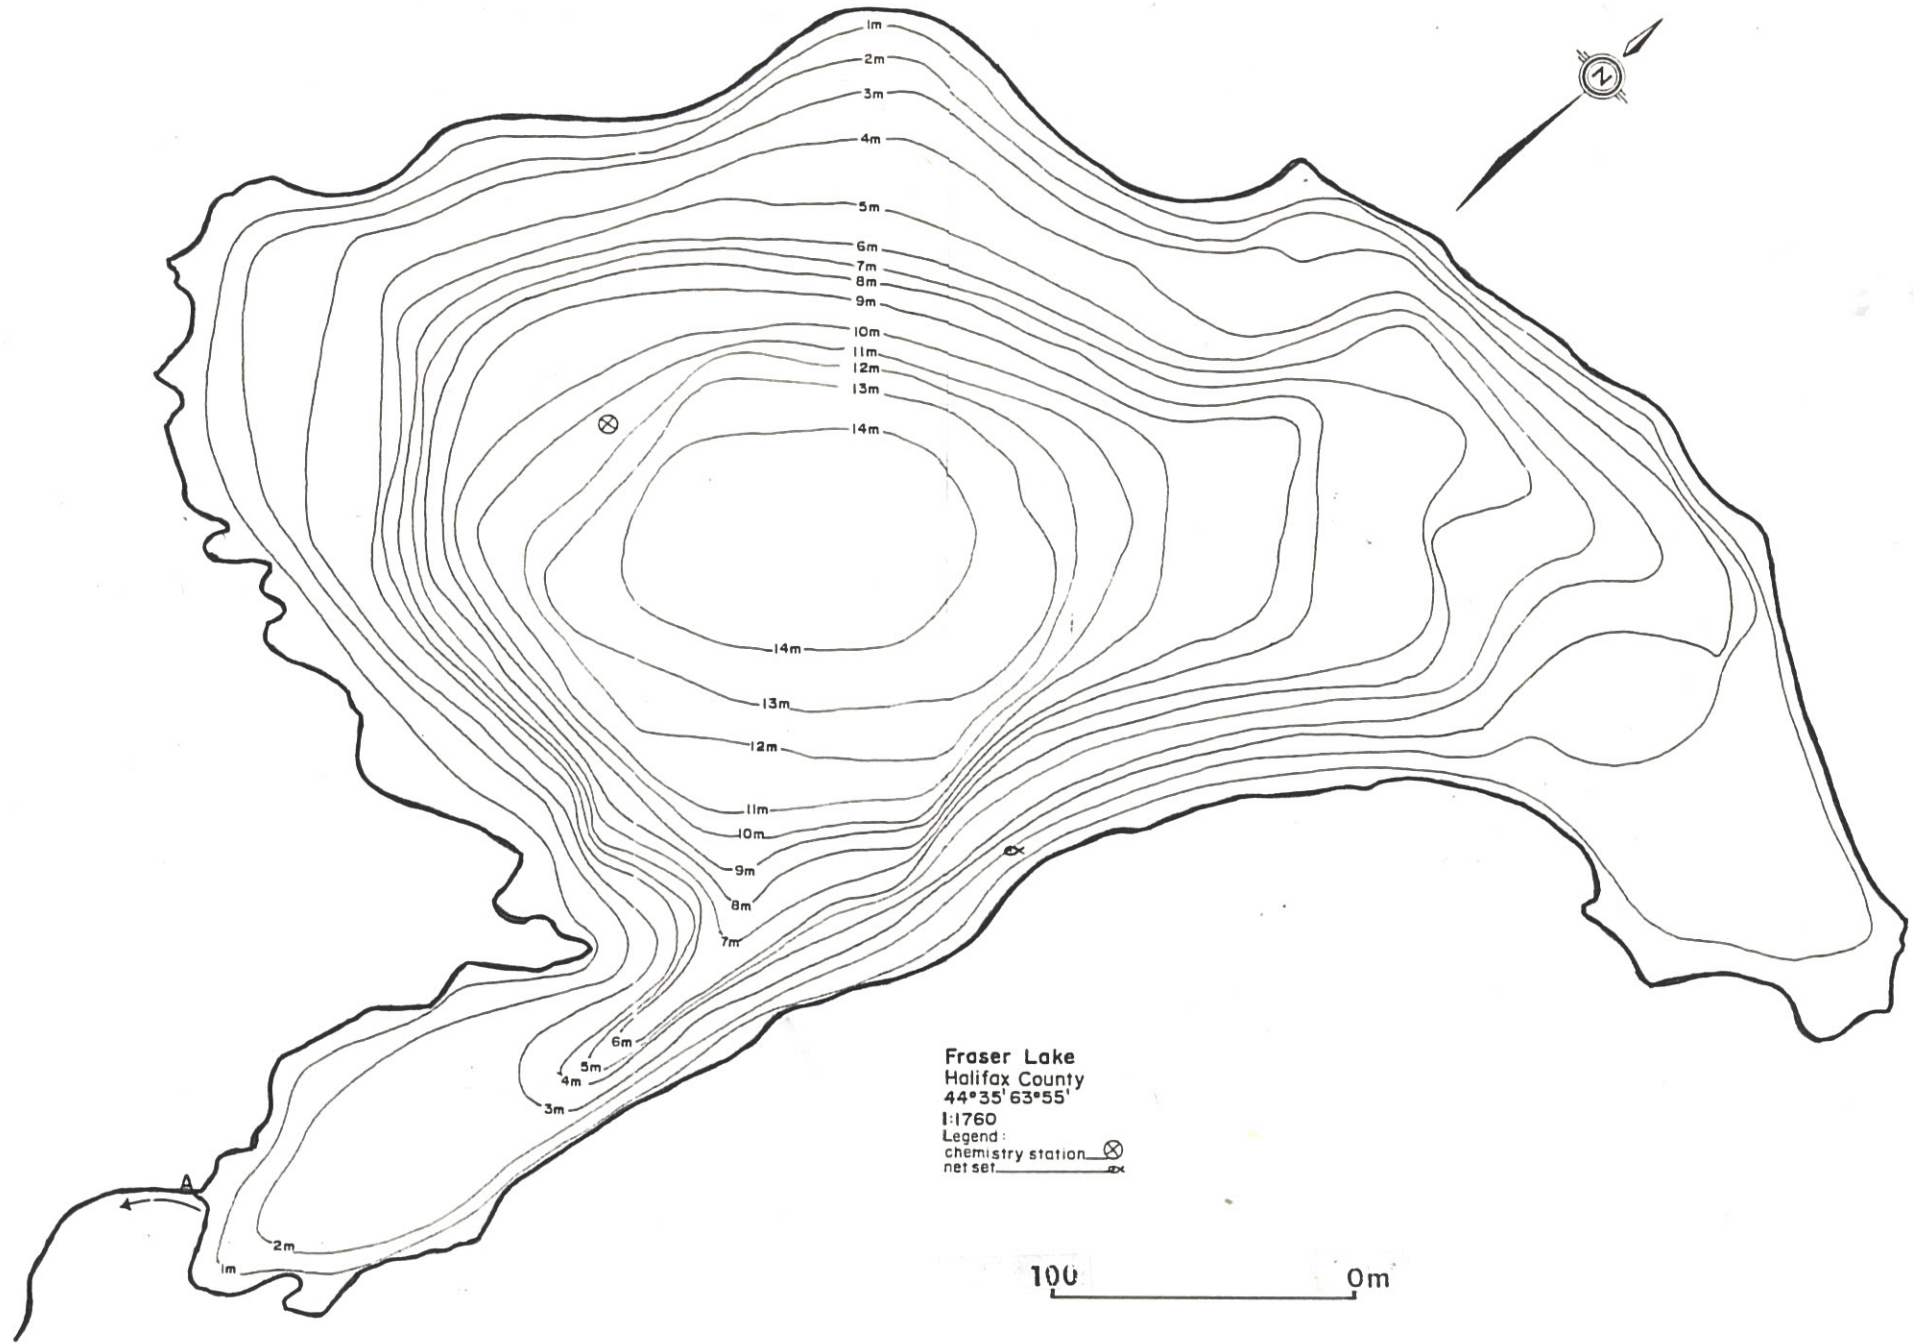 1m
2m
3m
4m
5m
6m
7m
8m
9m
10m
11m
12m
13m
14m
14m
13m
12m
11m
10m
9m
8m
7m
6m
5m
4m
3m
2m
1m
N
A
Fraser Lake
Halifax County
44°35' 63°55'
1:1760
Legend:
chemistry station
net set
100 0m